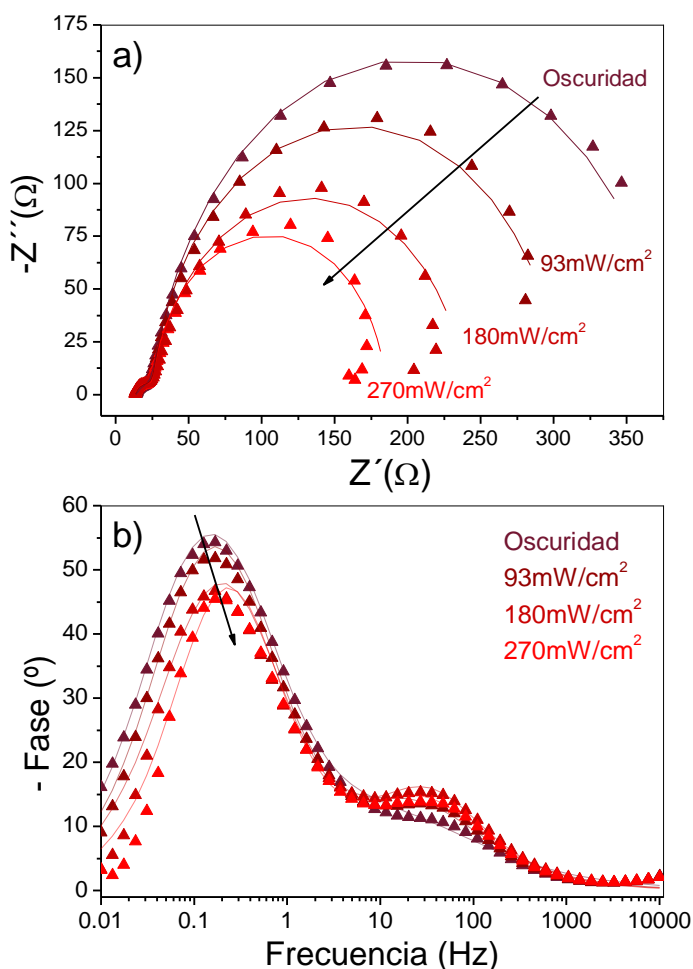 a)
175
150
125
100
75
50
25
0
-Z´´(Ω)
Oscuridad
93mW/cm²
180mW/cm²
270mW/cm²
0 50 100 150 200 250 300 350
Z´(Ω)
b)
60
50
40
30
20
10
0
- Fase (º)
Oscuridad
93mW/cm²
180mW/cm²
270mW/cm²
0.01 0.1 1 10 100 1000 10000
Frecuencia (Hz)